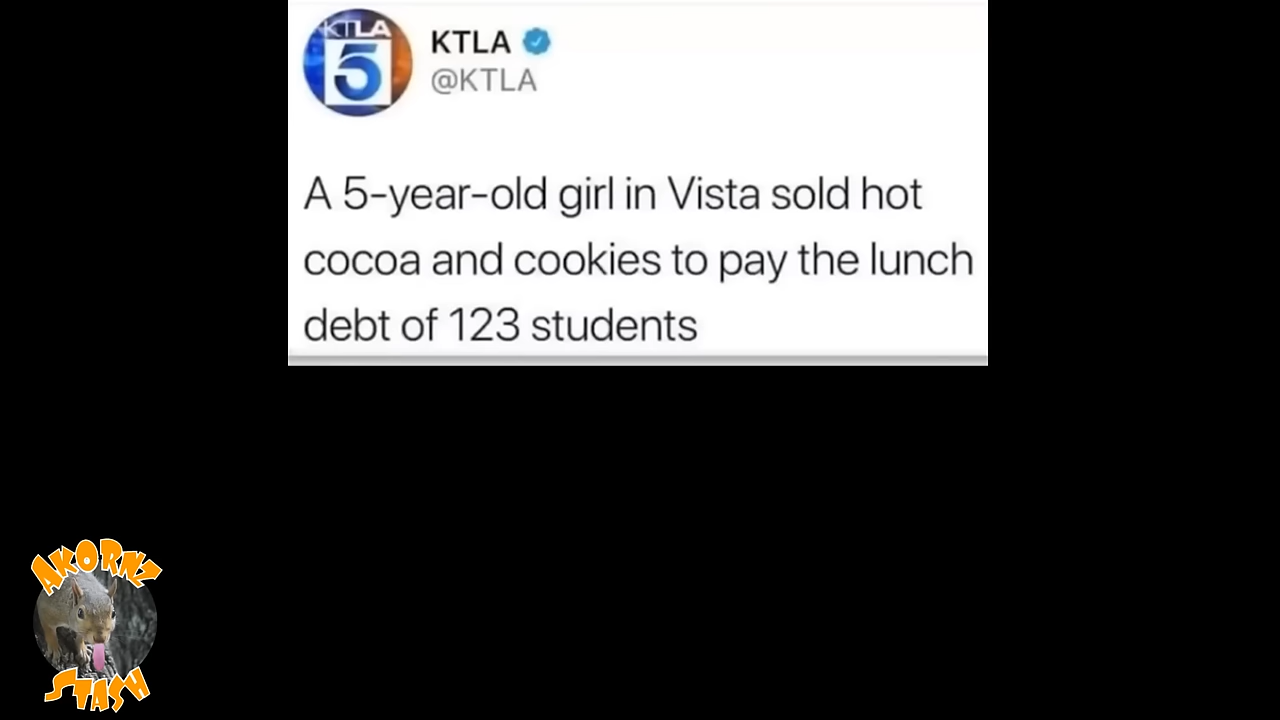 KTLA
5
KTLA
@KTLA
A 5-year-old girl in Vista sold hot
cocoa and cookies to pay the lunch
debt of 123 students
AKORNZ
STASH